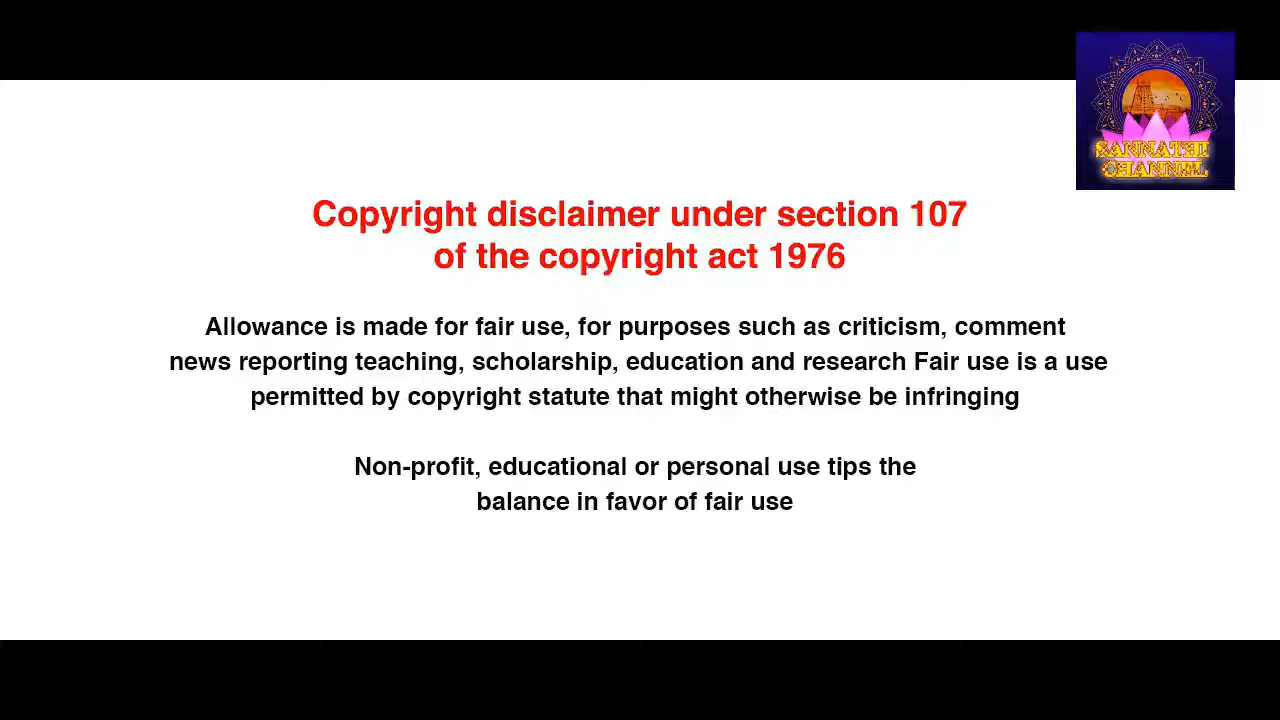 SANNATHI
CHANNEL
Copyright disclaimer under section 107
of the copyright act 1976
Allowance is made for fair use, for purposes such as criticism, comment
news reporting teaching, scholarship, education and research Fair use is a use
permitted by copyright statute that might otherwise be infringing
Non-profit, educational or personal use tips the
balance in favor of fair use